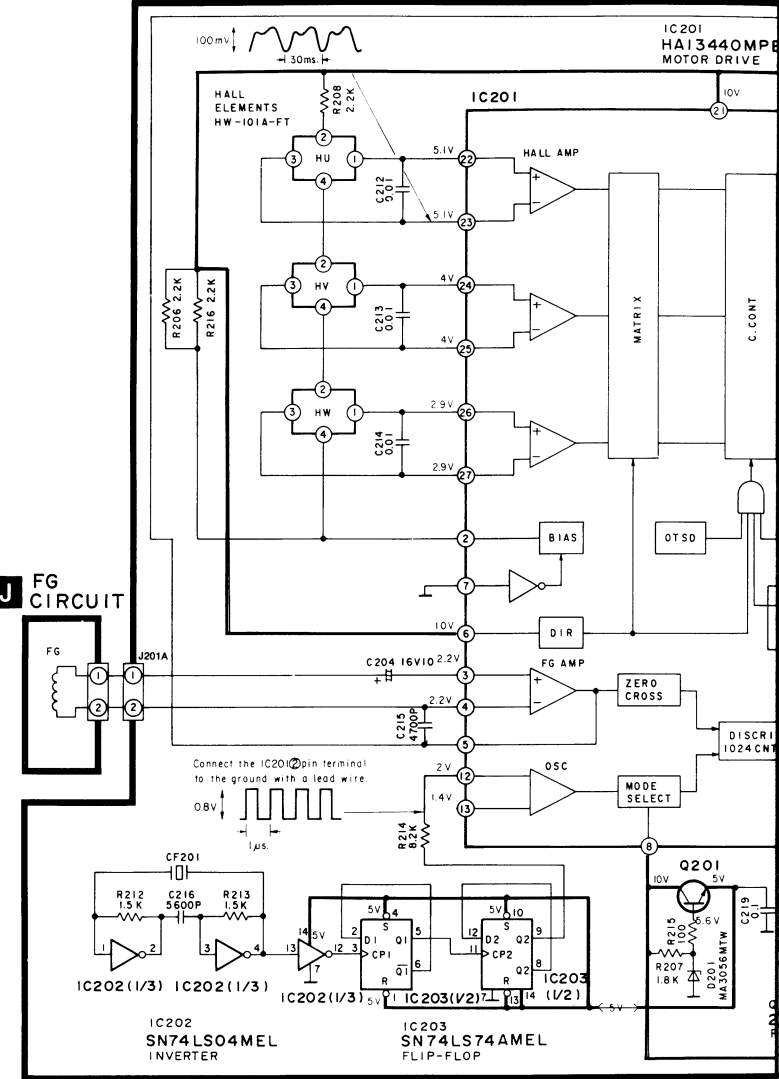 IC201
HA13440MPE
MOTOR DRIVE
100mV
30ms.
HALL
ELEMENTS
HW-101A-FT
R208
2.2K
IC201
10V
21
2
3
HU
1
4
C212
0.01
5.1V
22
5.1V
23
HALL AMP
+
−
2
3
HV
1
4
C213
0.01
4V
24
4V
25
+
−
MATRIX
C.CONT
R206 2.2K
R216 2.2K
2
3
HW
1
4
C214
0.01
2.9V
26
2.9V
27
+
−
2
BIAS
OTSD
7
10V
6
DIR
J
FG
CIRCUIT
FG
J201A
1
1
2
2
C204 16V10
+
2.2V
3
FG AMP
+
−
2.2V
4
C215
4700P
5
ZERO
CROSS
DISCRI
1024CNT
Connect the IC201②pin terminal
to the ground with a lead wire.
0.8V
1µs.
2V
12
OSC
1.4V
13
MODE
SELECT
R214
8.2K
8
Q201
10V
5V
5.6V
R215
100
C219
0.1
R207
1.8K
D201
MA3056MTW
CF201
R212
1.5K
C216
5600P
R213
1.5K
1
2
3
4
13
14
5V
12
7
IC202(1/3)
IC202(1/3)
IC202(1/3)
5V
4
S
2
D1
Q1
5
3
CP1
Q1
6
R
5V
1
IC203(1/2)
5V
10
S
12
D2
Q2
9
11
CP2
Q2
8
R
7
13
14
IC203
(1/2)
5V
IC202
SN74LS04MEL
INVERTER
IC203
SN74LS74AMEL
FLIP-FLOP